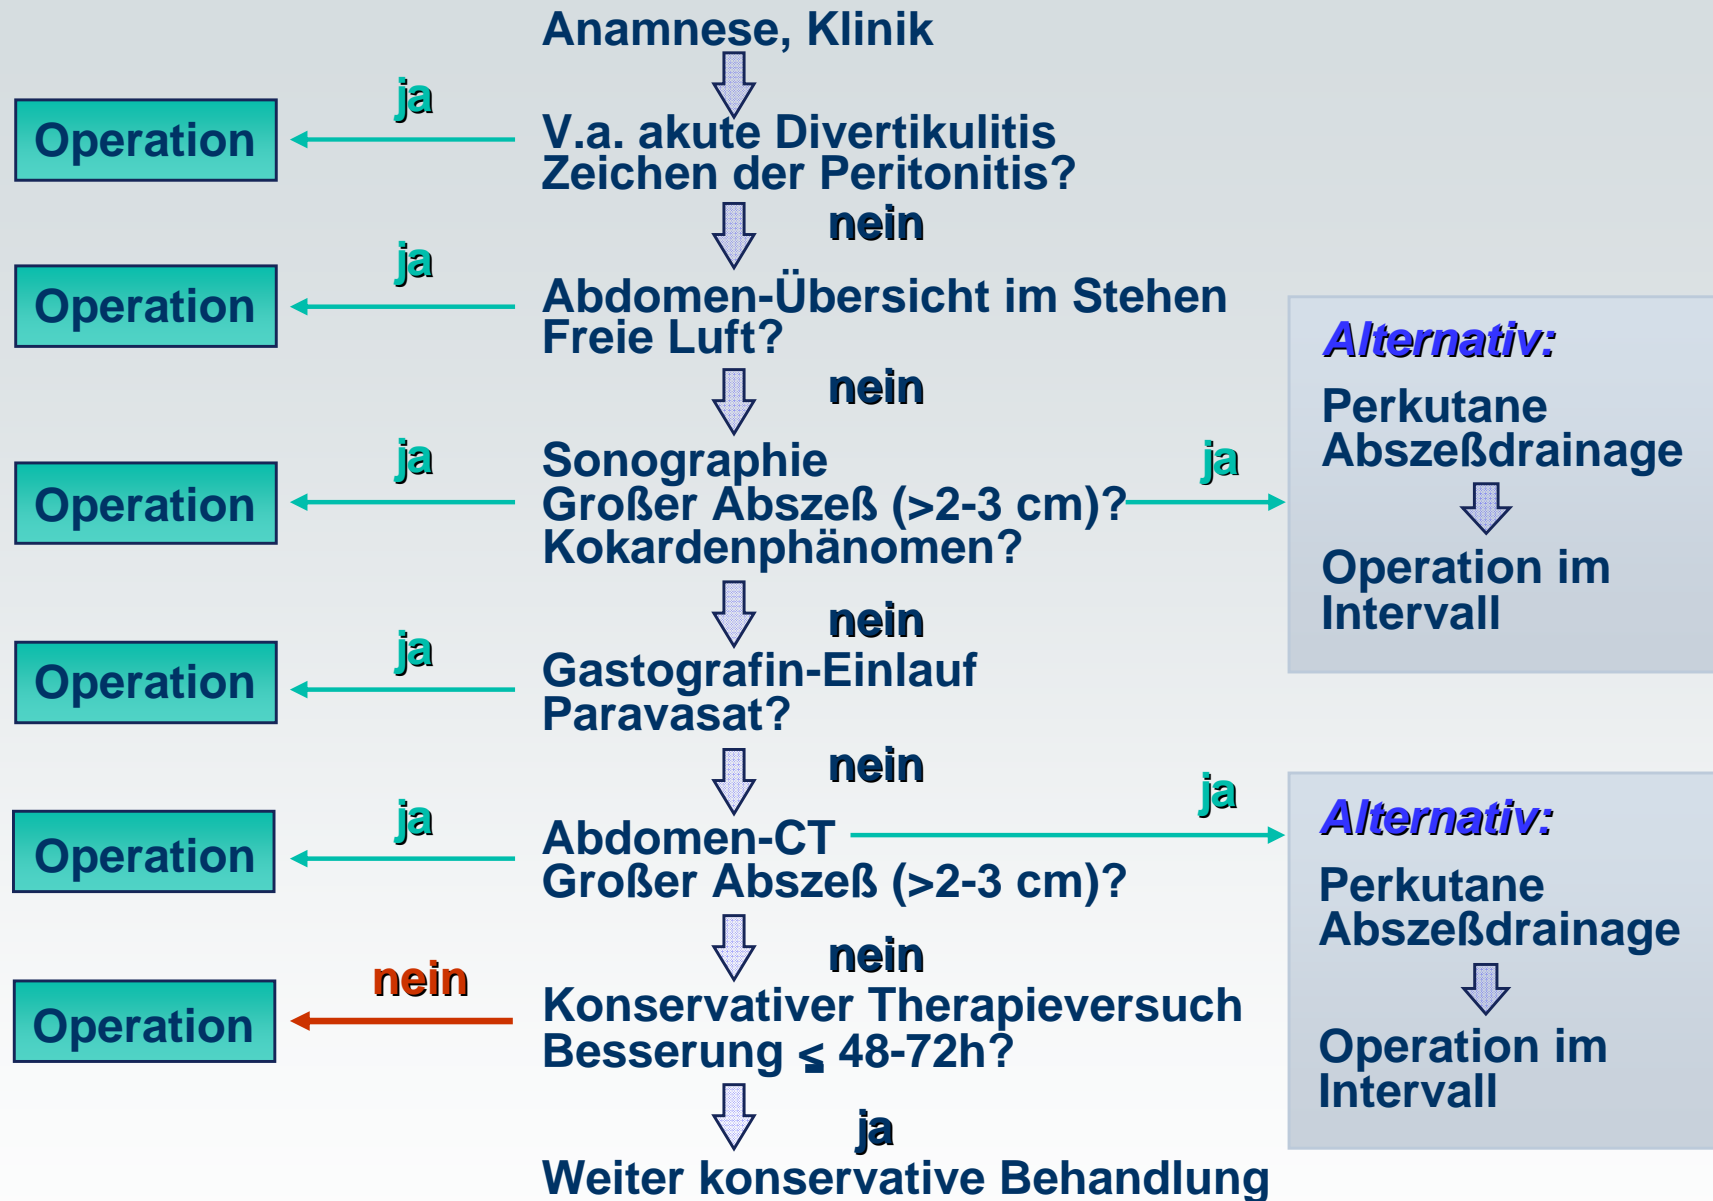 Anamnese, Klinik
ja
Operation
V.a. akute Divertikulitis
Zeichen der Peritonitis?
nein
ja
Operation
Abdomen-Übersicht im Stehen
Freie Luft?
nein
ja
Operation
Sonographie
Großer Abszeß (>2-3 cm)?
Kokardenphänomen?
ja
Alternativ:
Perkutane
Abszeßdrainage
Operation im
Intervall
nein
ja
Operation
Gastografin-Einlauf
Paravasat?
nein
ja
Operation
Abdomen-CT
Großer Abszeß (>2-3 cm)?
ja
Alternativ:
Perkutane
Abszeßdrainage
Operation im
Intervall
nein
nein
Operation
Konservativer Therapieversuch
Besserung ≦ 48-72h?
ja
Weiter konservative Behandlung